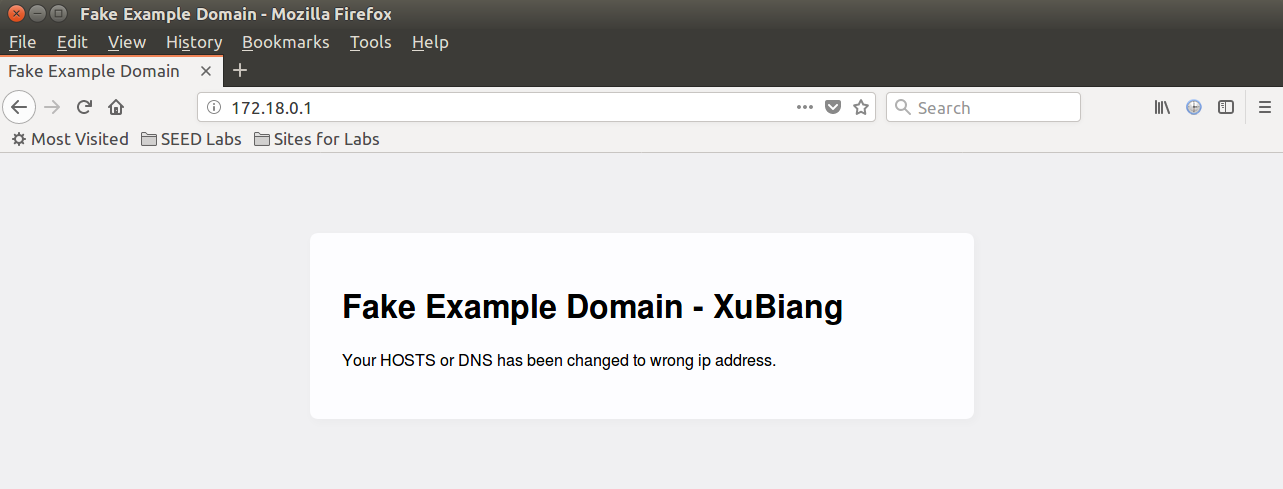 Fake Example Domain - Mozilla Firefox
File Edit View History Bookmarks Tools Help
Fake Example Domain
172.18.0.1 Search
Most Visited SEED Labs Sites for Labs
Fake Example Domain - XuBiang
Your HOSTS or DNS has been changed to wrong ip address.